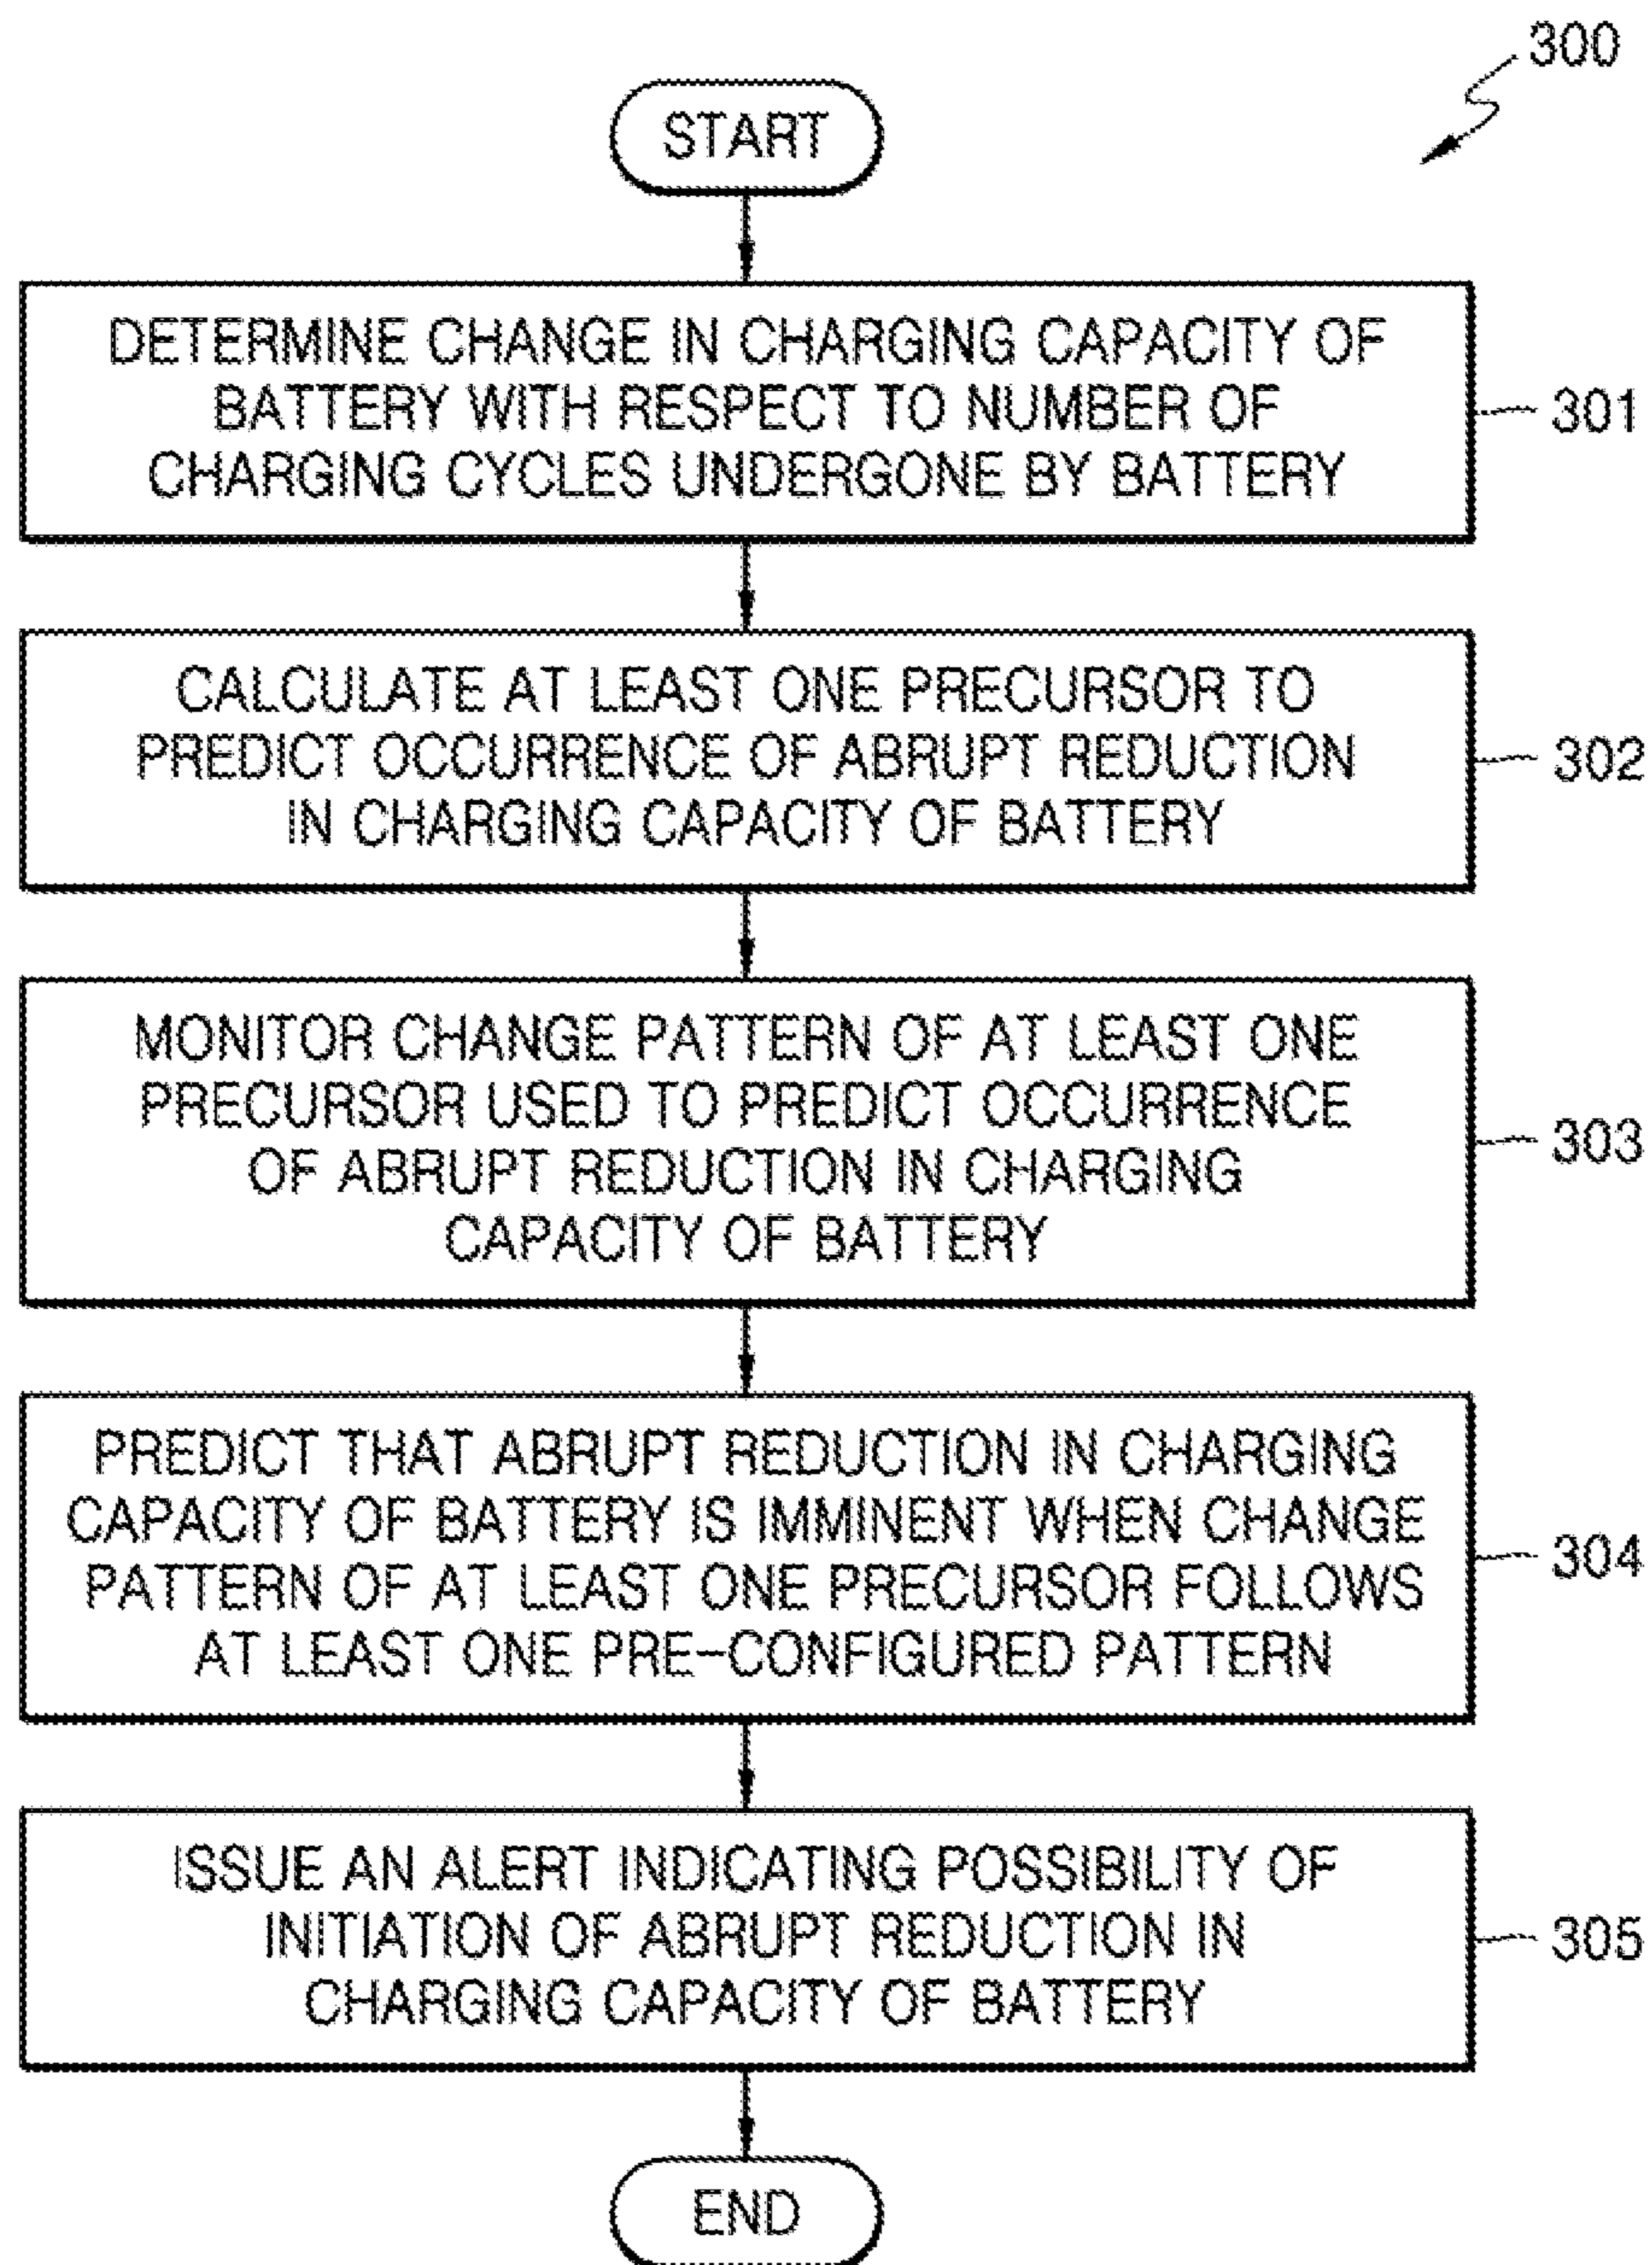 300
START
DETERMINE CHANGE IN CHARGING CAPACITY OF
BATTERY WITH RESPECT TO NUMBER OF
CHARGING CYCLES UNDERGONE BY BATTERY
301
CALCULATE AT LEAST ONE PRECURSOR TO
PREDICT OCCURRENCE OF ABRUPT REDUCTION
IN CHARGING CAPACITY OF BATTERY
302
MONITOR CHANGE PATTERN OF AT LEAST ONE
PRECURSOR USED TO PREDICT OCCURRENCE
OF ABRUPT REDUCTION IN CHARGING
CAPACITY OF BATTERY
303
PREDICT THAT ABRUPT REDUCTION IN CHARGING
CAPACITY OF BATTERY IS IMMINENT WHEN CHANGE
PATTERN OF AT LEAST ONE PRECURSOR FOLLOWS
AT LEAST ONE PRE-CONFIGURED PATTERN
304
ISSUE AN ALERT INDICATING POSSIBILITY OF
INITIATION OF ABRUPT REDUCTION IN
CHARGING CAPACITY OF BATTERY
305
END